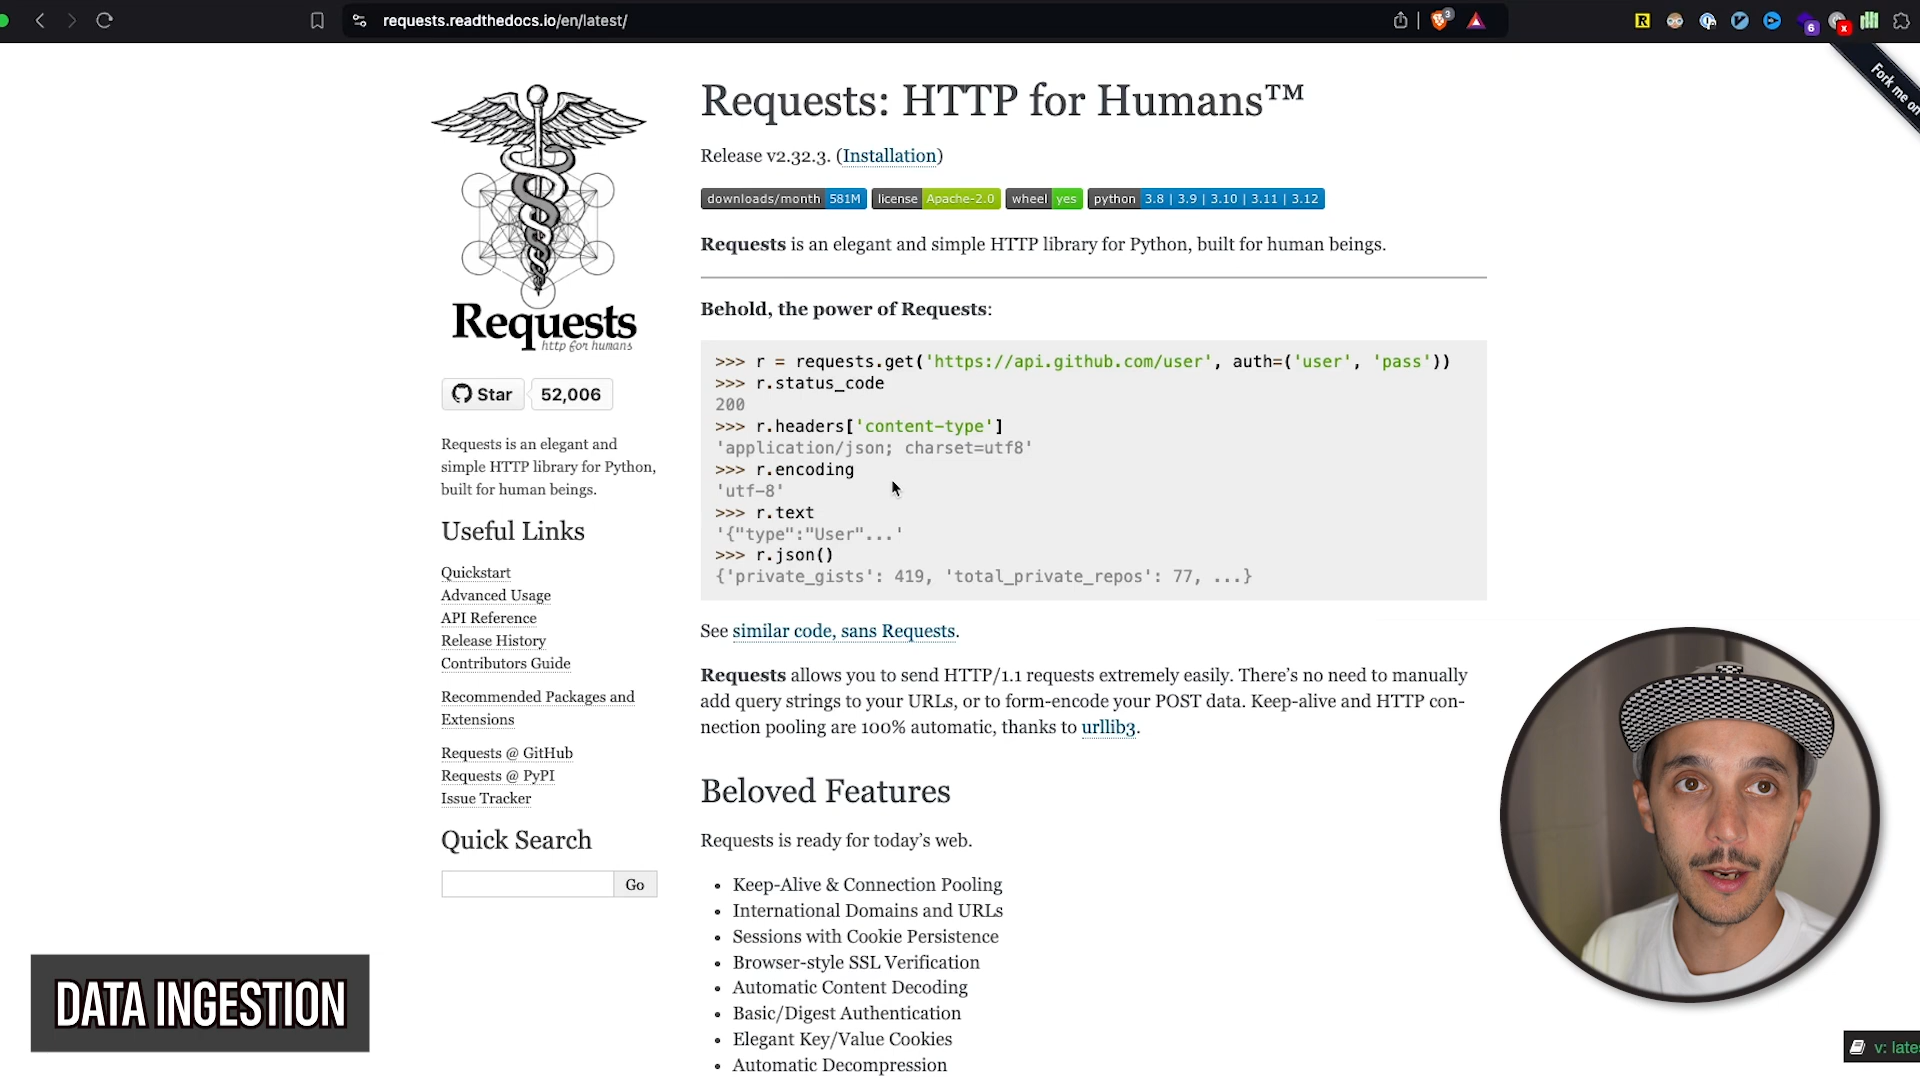 requests.readthedocs.io/en/latest/
3
R
6
x
Fork me on
Requests: HTTP for Humans™
Release v2.32.3. (Installation)
downloads/month 581M license Apache-2.0 wheel yes python 3.8 | 3.9 | 3.10 | 3.11 | 3.12
Requests is an elegant and simple HTTP library for Python, built for human beings.
Behold, the power of Requests:
>>> r = requests.get('https://api.github.com/user', auth=('user', 'pass'))
>>> r.status_code
200
>>> r.headers['content-type']
'application/json; charset=utf8'
>>> r.encoding
'utf-8'
>>> r.text
'{"type":"User"...'
>>> r.json()
{'private_gists': 419, 'total_private_repos': 77, ...}
See similar code, sans Requests.
Requests allows you to send HTTP/1.1 requests extremely easily. There’s no need to manually
add query strings to your URLs, or to form-encode your POST data. Keep-alive and HTTP con-
nection pooling are 100% automatic, thanks to urllib3.
Beloved Features
Requests is ready for today’s web.
• Keep-Alive & Connection Pooling
• International Domains and URLs
• Sessions with Cookie Persistence
• Browser-style SSL Verification
• Automatic Content Decoding
• Basic/Digest Authentication
• Elegant Key/Value Cookies
• Automatic Decompression
Requests
http for humans
Star 52,006
Requests is an elegant and
simple HTTP library for Python,
built for human beings.
Useful Links
Quickstart
Advanced Usage
API Reference
Release History
Contributors Guide
Recommended Packages and
Extensions
Requests @ GitHub
Requests @ PyPI
Issue Tracker
Quick Search
Go
DATA INGESTION
v: late